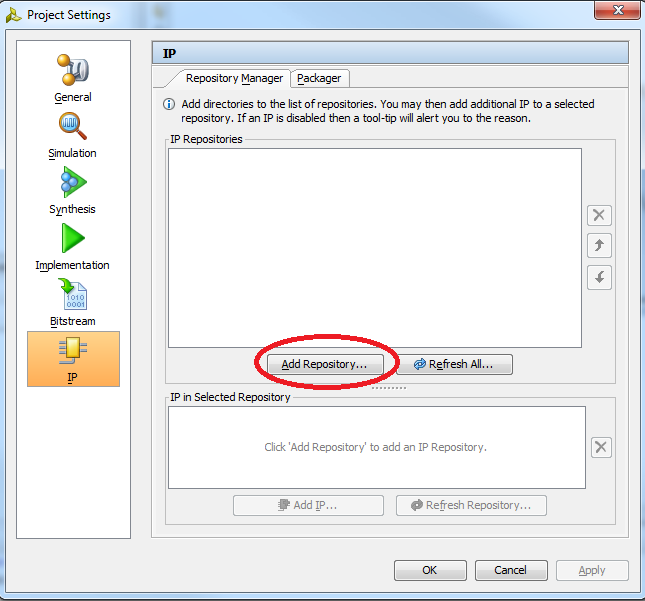 Project Settings
General
Simulation
Synthesis
Implementation
Bitstream
IP
IP
Repository Manager
Packager
Add directories to the list of repositories. You may then add additional IP to a selected
repository. If an IP is disabled then a tool-tip will alert you to the reason.
IP Repositories
Add Repository...
Refresh All...
IP in Selected Repository
Click 'Add Repository' to add an IP Repository.
Add IP...
Refresh Repository...
OK
Cancel
Apply